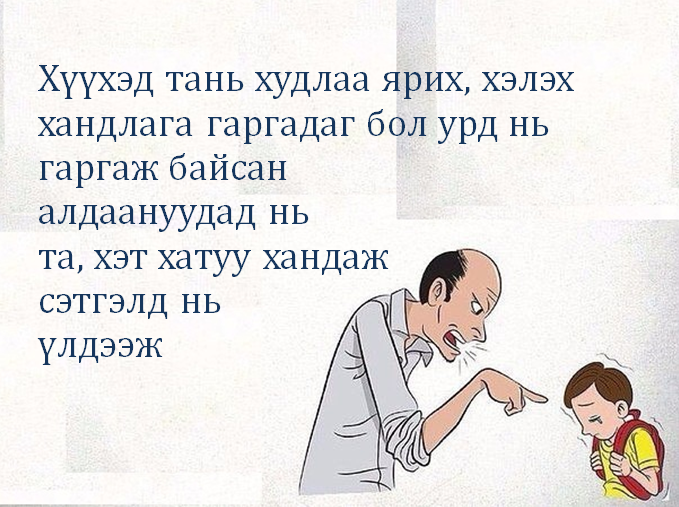 Хүүхэд тань худлаа ярих, хэлэх
хандлага гаргадаг бол урд нь
гаргаж байсан
алдаануудад нь
та, хэт хатуу хандаж
сэтгэлд нь
үлдээж